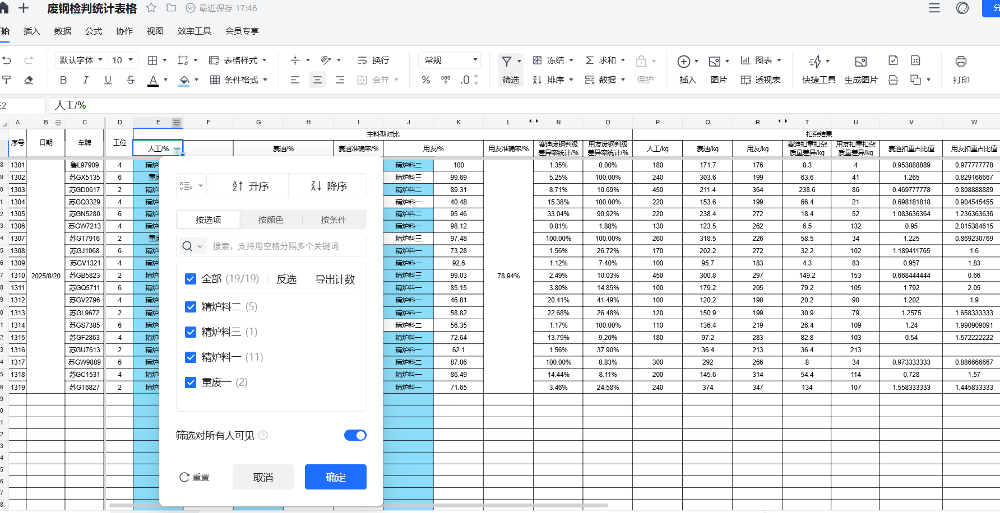 废钢检判统计表格 最近保存 17:46
始 插入 数据 公式 协作 视图 效率工具 会员专享
默认字体 10 表格样式 换行 常规 冻结 求和 图表
B I U S A 条件格式 合并 % .0 筛选 排序 数据 保护 插入 图片 透视表 快捷工具 生成图片 打印
E2 人工/%
A B C D E F G H I J K L N O P Q R T U V W
主料型对比 扣杂结果
序号 日期 车牌 工位 人工/% 赛迪/% 赛迪准确率/% 用友/% 用友准确率/% 赛迪废钢判级差异率统计/% 用友废钢判级差异率统计/% 人工/kg 赛迪/kg 用友/kg 赛迪扣重扣杂质量差异/kg 用友扣重扣杂质量差异/kg 赛迪扣重占比值 用友扣重占比值
8 1301 鲁L97909 4 精炉 精炉料二 100 1.35% 0.00% 180 171.7 176 8.3 4 0.953888889 0.977777778
9 1302 苏GX5135 6 重废 精炉料三 99.69 5.25% 100.00% 240 303.6 199 63.6 41 1.265 0.829166667
0 1303 苏GD0617 2 精炉 精炉料二 89.31 8.71% 10.69% 450 211.4 364 238.6 86 0.469777778 0.808888889
1 1304 苏GQ3329 4 精炉 精炉料一 40.48 15.38% 100.00% 220 153.6 199 66.4 21 0.698181818 0.904545455
2 1305 苏GN5280 6 精炉 精炉料二 95.46 33.04% 90.92% 220 238.4 272 18.4 52 1.083636364 1.236363636
3 1306 苏GW7213 4 精炉 精炉料一 98.12 0.81% 1.88% 130 123.5 262 6.5 132 0.95 2.015384615
4 1307 苏GT7916 2 重废 精炉料三 97.48 100.00% 100.00% 260 318.5 226 58.5 34 1.225 0.869230769
5 1308 苏GJ1068 6 精炉 精炉料一 73.28 1.56% 26.72% 170 202.2 272 32.2 102 1.189411765 1.6
6 1309 苏GV1321 4 精炉 精炉料一 92.6 1.12% 7.40% 100 95.7 183 4.3 83 0.957 1.83
7 1310 2025/8/20 苏GB5823 2 精炉 精炉料三 99.03 78.94% 2.49% 10.03% 450 300.8 297 149.2 153 0.668444444 0.66
8 1311 苏GQ5711 6 精炉 精炉料一 85.15 3.80% 14.85% 100 179.2 205 79.2 105 1.792 2.05
9 1312 苏GV2796 4 精炉 精炉料一 46.81 20.41% 41.49% 100 120.2 190 20.2 90 1.202 1.9
0 1313 苏GL9672 2 精炉 精炉料一 58.82 22.68% 26.48% 120 150.9 199 30.9 79 1.2575 1.658333333
1 1314 苏GS7385 6 精炉 精炉料二 56.35 1.17% 100.00% 110 136.4 219 26.4 109 1.24 1.990909091
2 1315 苏GF2863 4 精炉 精炉料一 72.64 13.79% 9.20% 180 97.2 283 82.8 103 0.54 1.572222222
3 1316 苏GU7613 2 精炉 精炉料一 62.1 1.56% 37.90% 36.4 213 36.4 213
4 1317 苏GW9889 6 精炉 精炉料二 87.06 100.00% 8.83% 300 292 266 8 34 0.973333333 0.886666667
5 1318 苏GC1531 4 精炉 精炉料一 86.49 14.44% 8.11% 200 145.6 314 54.4 114 0.728 1.57
6 1319 苏GT6827 2 精炉 精炉料一 71.65 3.46% 24.58% 240 374 347 134 107 1.558333333 1.445833333
9
0
1
2
3
4
5
6
7
8
升序 降序
按选项 按颜色 按条件
搜索，支持用空格分隔多个关键词
全部 (19/19) 反选 导出计数
精炉料二 (5)
精炉料三 (1)
精炉料一 (11)
重废一 (2)
筛选对所有人可见
重置 取消 确定